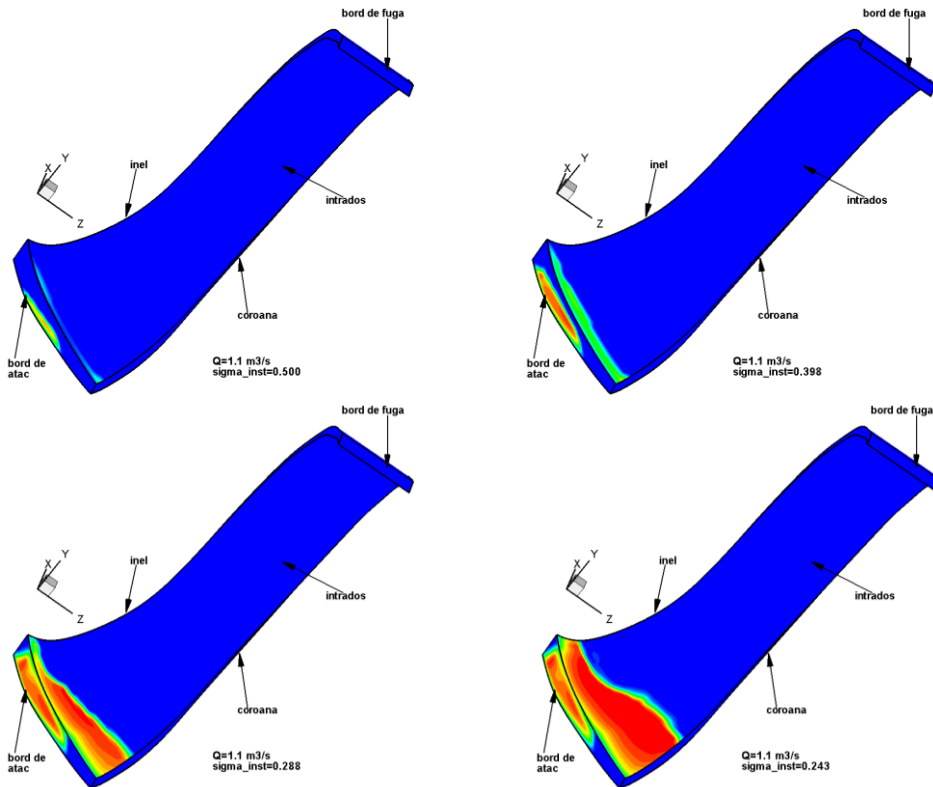 bord de fuga
inel
X
Y
Z
intrados
coroana
bord de
atac
Q=1.1 m3/s
sigma_inst=0.500
bord de fuga
inel
X
Y
Z
intrados
coroana
bord de
atac
Q=1.1 m3/s
sigma_inst=0.398
bord de fuga
inel
X
Y
Z
intrados
coroana
bord de
atac
Q=1.1 m3/s
sigma_inst=0.288
bord de fuga
inel
X
Y
Z
intrados
coroana
bord de
atac
Q=1.1 m3/s
sigma_inst=0.243